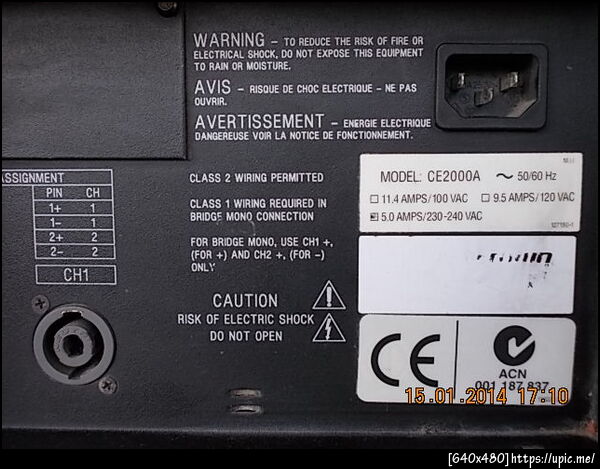 WARNING – TO REDUCE THE RISK OF FIRE OR
ELECTRICAL SHOCK, DO NOT EXPOSE THIS EQUIPMENT
TO RAIN OR MOISTURE.
AVIS – RISQUE DE CHOC ELECTRIQUE – NE PAS
OUVRIR.
AVERTISSEMENT – ENERGIE ELECTRIQUE
DANGEREUSE VOIR LA NOTICE DE FONCTIONNEMENT.
ASSIGNMENT
PIN CH
1+ 1
1– 1
2+ 2
2– 2
CH1
CLASS 2 WIRING PERMITTED
CLASS 1 WIRING REQUIRED IN
BRIDGE MONO CONNECTION
FOR BRIDGE MONO, USE CH1 +,
(FOR +) AND CH2 +, (FOR –)
ONLY
CAUTION
RISK OF ELECTRIC SHOCK
DO NOT OPEN
MODEL: CE2000A ~ 50/60 Hz
11.4 AMPS/100 VAC 9.5 AMPS/120 VAC
5.0 AMPS/230-240 VAC
CE
ACN
001 187 837
15.01.2014 17:10
[640x480]https://upic.me/